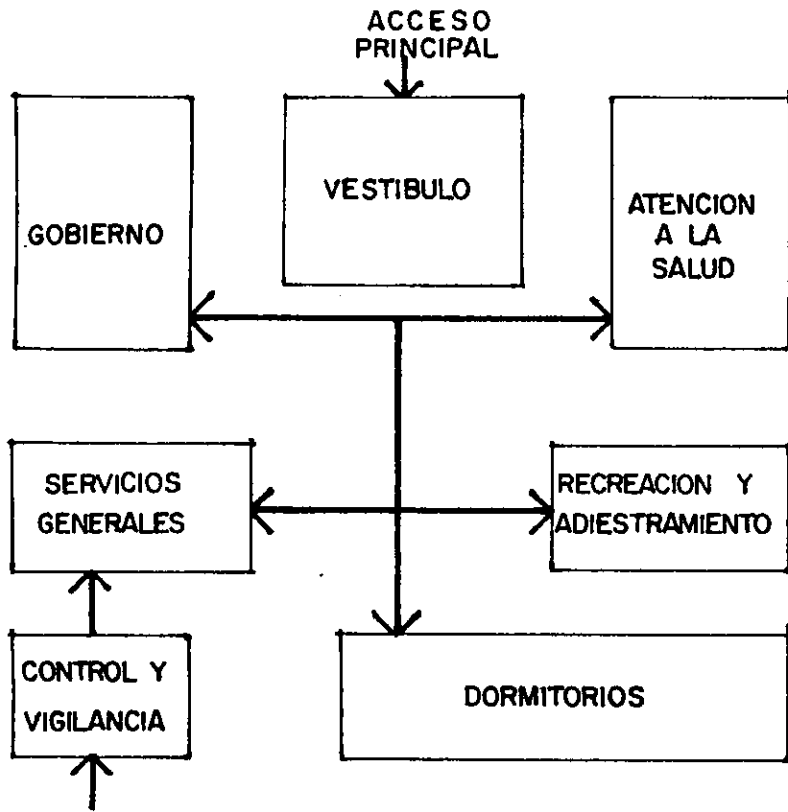 ACCESO
PRINCIPAL
VESTIBULO
GOBIERNO
ATENCION
A LA
SALUD
SERVICIOS
GENERALES
RECREACION Y
ADIESTRAMIENTO
CONTROL Y
VIGILANCIA
DORMITORIOS